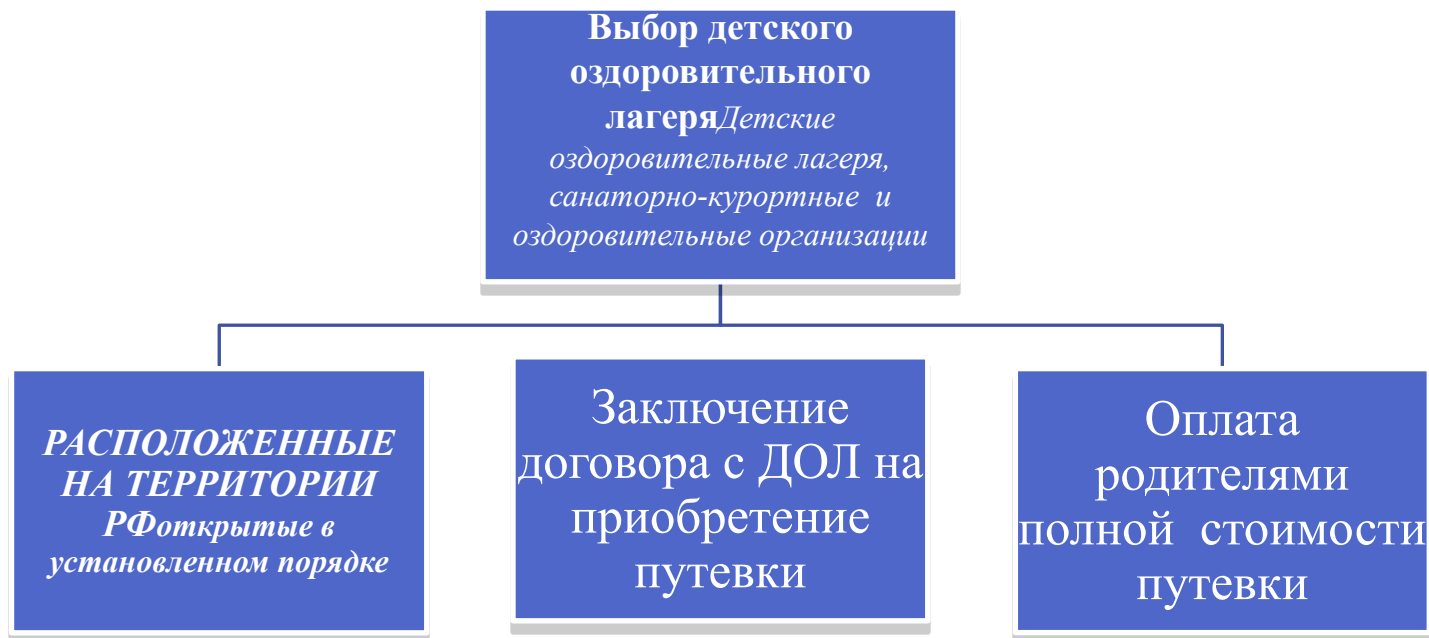 Выбор детского
оздоровительного
лагеряДетские
оздоровительные лагеря,
санаторно-курортные и
оздоровительные организации
РАСПОЛОЖЕННЫЕ
НА ТЕРРИТОРИИ
РФоткрытые в
установленном порядке
Заключение
договора с ДОЛ на
приобретение
путевки
Оплата
родителями
полной стоимости
путевки